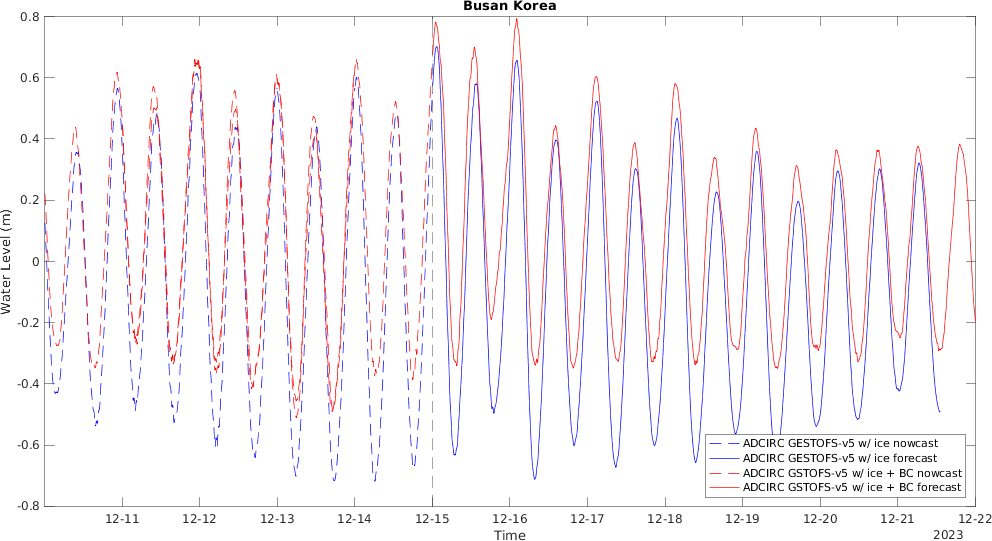 Busan Korea
0.8
0.6
0.4
0.2
0
-0.2
-0.4
-0.6
-0.8
Water Level (m)
ADCIRC GESTOFS-v5 w/ ice nowcast
ADCIRC GESTOFS-v5 w/ ice forecast
ADCIRC GSTOFS-v5 w/ ice + BC nowcast
ADCIRC GSTOFS-v5 w/ ice + BC forecast
12-11 12-12 12-13 12-14 12-15 12-16 12-17 12-18 12-19 12-20 12-21 12-22
Time
2023